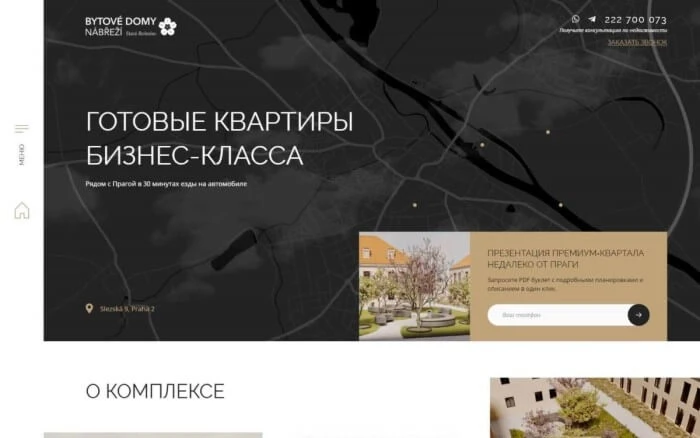 BYTOVÉ DOMY
NÁBŘEŽÍ Stará Boleslav
222 700 073
Получите консультацию по недвижимости
ЗАКАЗАТЬ ЗВОНОК
МЕНЮ
ГОТОВЫЕ КВАРТИРЫ
БИЗНЕС-КЛАССА
Рядом с Прагой в 30 минутах езды на автомобиле
ПРЕЗЕНТАЦИЯ ПРЕМИУМ-КВАРТАЛА
НЕДАЛЕКО ОТ ПРАГИ
Запросите PDF буклет с подробными планировками и
описанием в один клик.
Ваш телефон
Slezská 9, Praha 2
О КОМПЛЕКСЕ